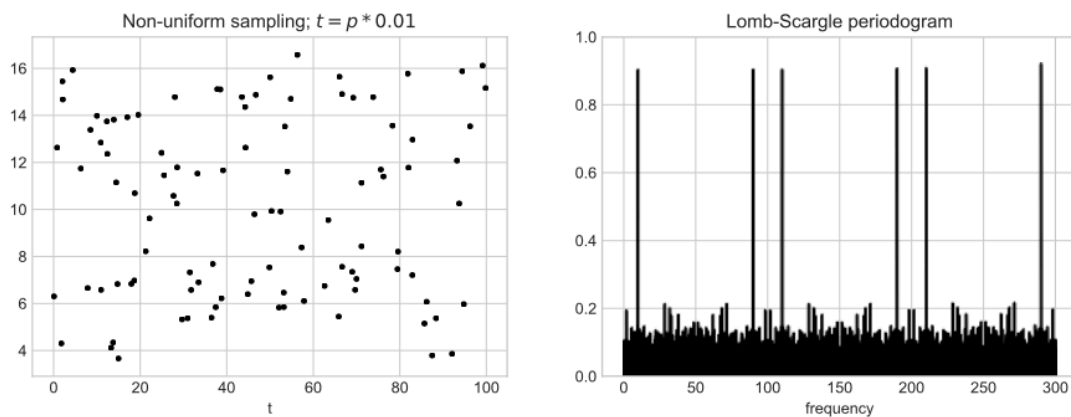 Non-uniform sampling; t = p * 0.01
16
14
12
10
8
6
4
0 20 40 60 80 100
t
Lomb-Scargle periodogram
1.0
0.8
0.6
0.4
0.2
0.0
0 50 100 150 200 250 300
frequency